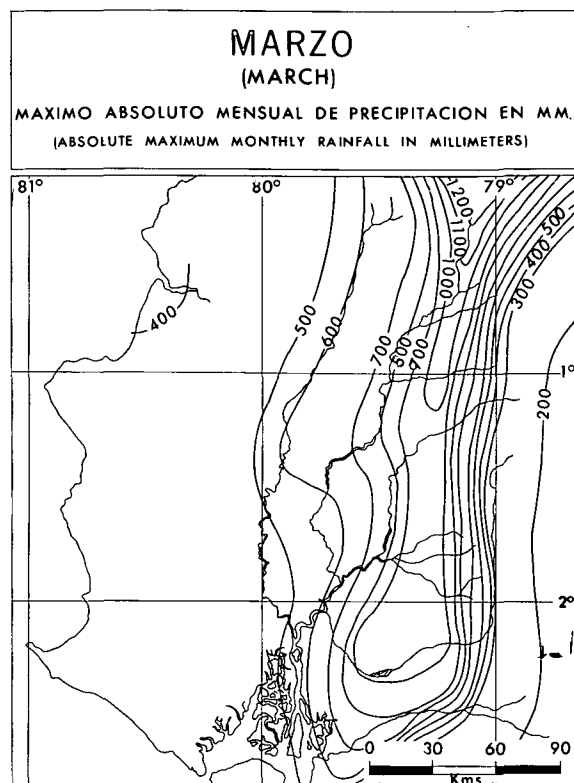 MARZO
(MARCH)
MAXIMO ABSOLUTO MENSUAL DE PRECIPITACION EN MM.
(ABSOLUTE MAXIMUM MONTHLY RAINFALL IN MILLIMETERS)
81° 80° 79°
1200
1100
1000
500
400
300
400
500
600
700
800
700
200
1°
2°
0 30 60 90
Kms